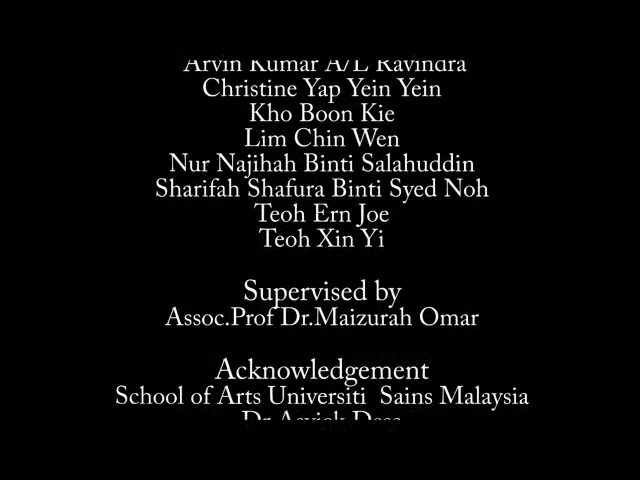 Arvin Kumar A/L Ravindra
Christine Yap Yein Yein
Kho Boon Kie
Lim Chin Wen
Nur Najihah Binti Salahuddin
Sharifah Shafura Binti Syed Noh
Teoh Ern Joe
Teoh Xin Yi
Supervised by
Assoc.Prof Dr.Maizurah Omar
Acknowledgement
School of Arts Universiti Sains Malaysia
Dr